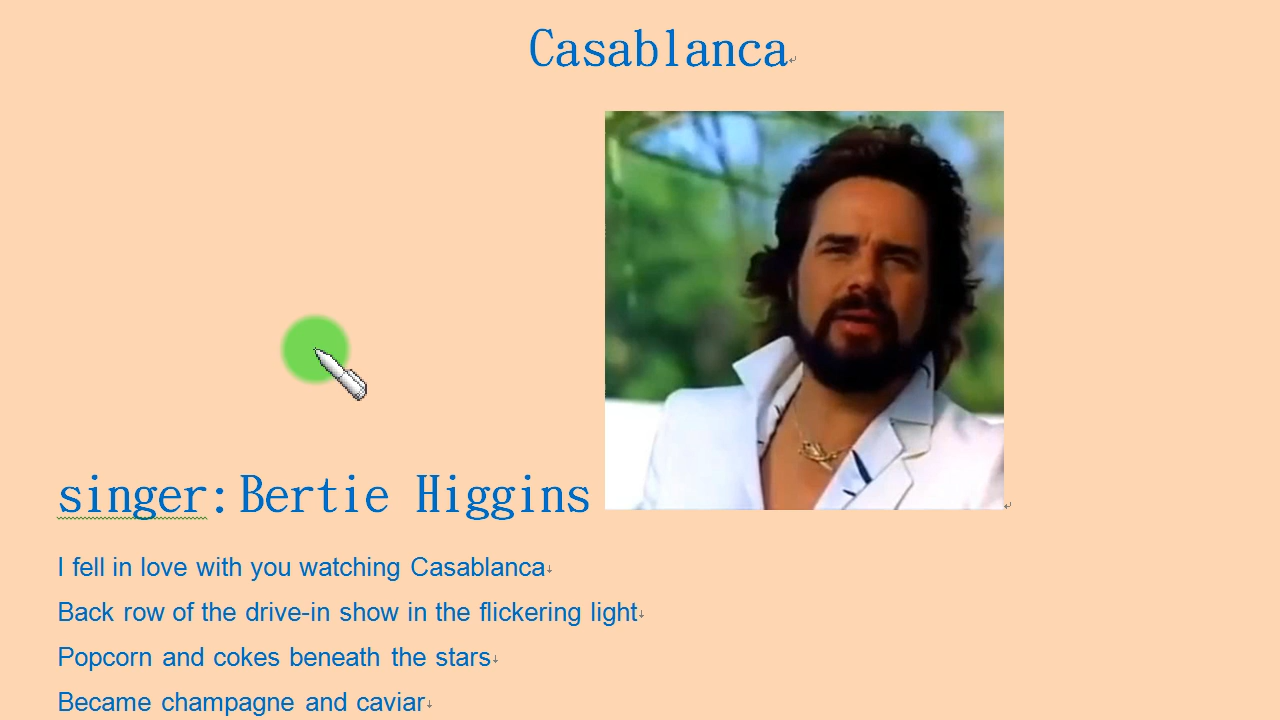 Casablanca
singer:Bertie Higgins
I fell in love with you watching Casablanca
Back row of the drive-in show in the flickering light
Popcorn and cokes beneath the stars
Became champagne and caviar